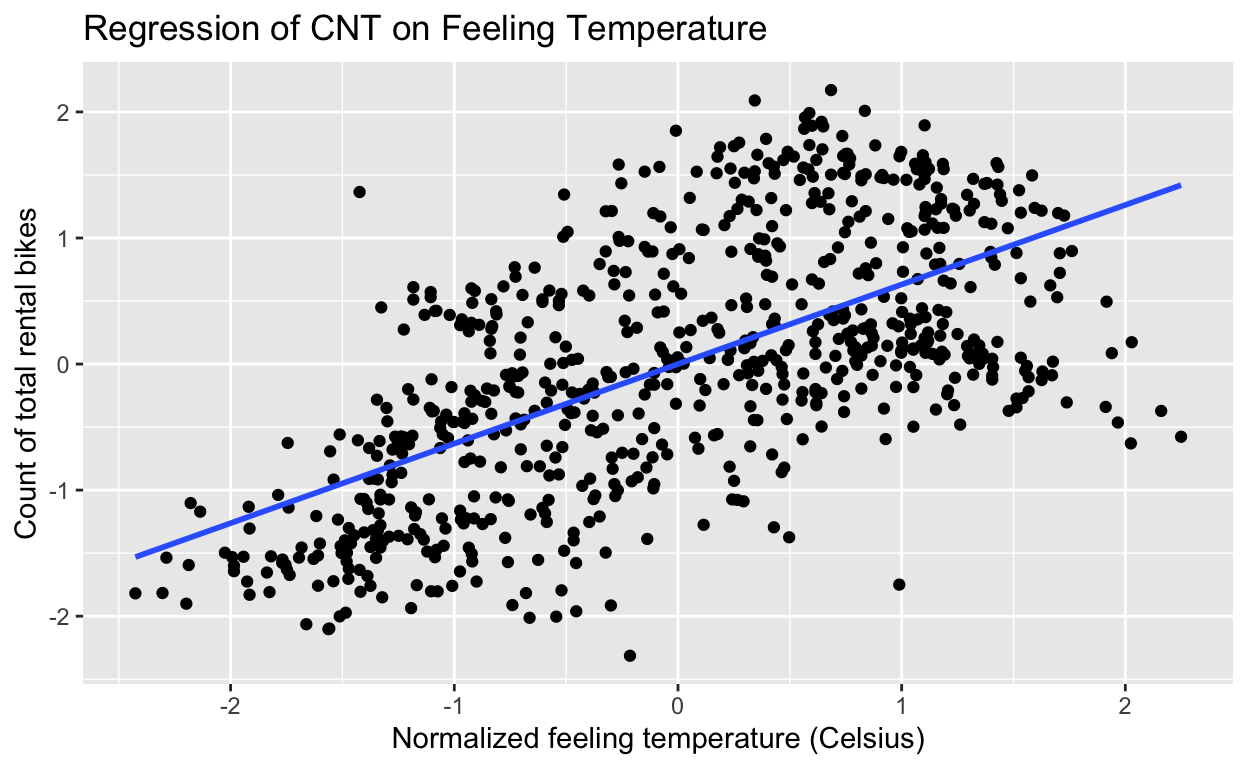 Regression of CNT on Feeling Temperature
Count of total rental bikes
2
1
0
-1
-2
-2 -1 0 1 2
Normalized feeling temperature (Celsius)